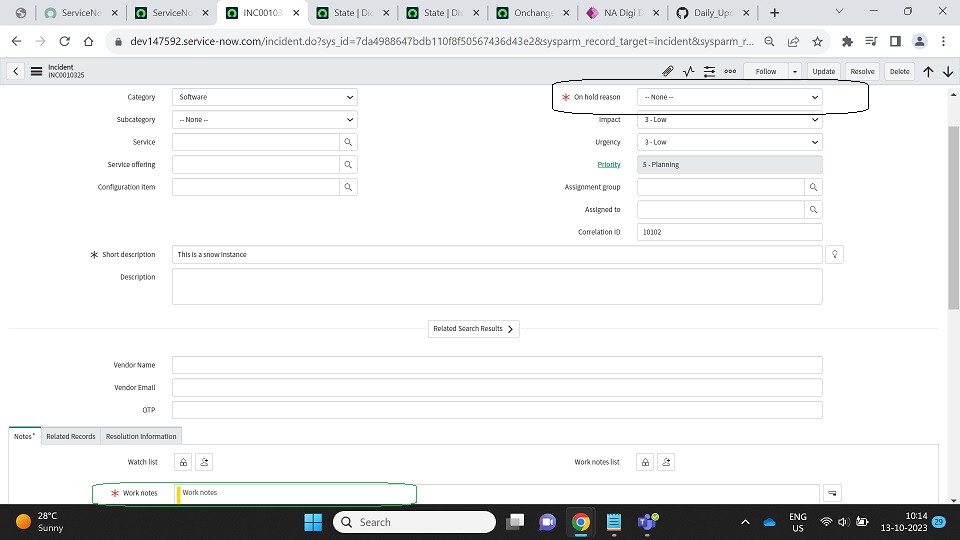 ServiceNo
ServiceNow
INC00103
State | Dic
State | Dic
Onchange
NA Digi D
Daily_Upd
dev147592.service-now.com/incident.do?sys_id=7da4988647bdb110f8f50567436d43e2&sysparm_record_target=incident&sysparm_r...
Incident
INC0010325
Follow
Update
Resolve
Delete
Category
Software
On hold reason
-- None --
Subcategory
-- None --
Impact
3 - Low
Service
Urgency
3 - Low
Service offering
Priority
5 - Planning
Configuration item
Assignment group
Assigned to
Correlation ID
10102
Short description
This is a snow instance
Description
Related Search Results
Vendor Name
Vendor Email
OTP
Notes
Related Records
Resolution Information
Watch list
Work notes list
Work notes
Work notes
28°C
Sunny
Search
ENG
US
10:14
13-10-2023
29